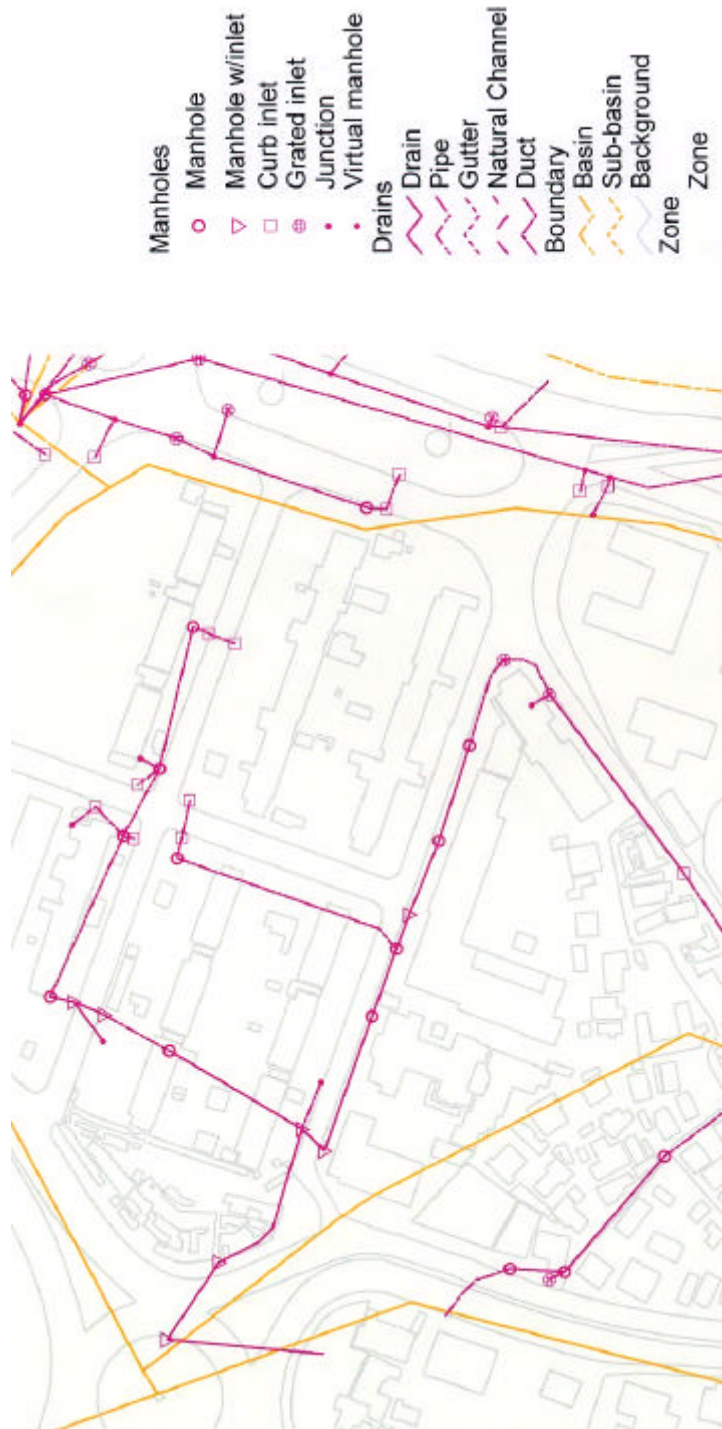 Manholes
Manhole
Manhole w/inlet
Curb inlet
Grated inlet
Junction
Virtual manhole
Drains
Drain
Pipe
Gutter
Natural Channel
Duct
Boundary
Basin
Sub-basin
Background
Zone
Zone